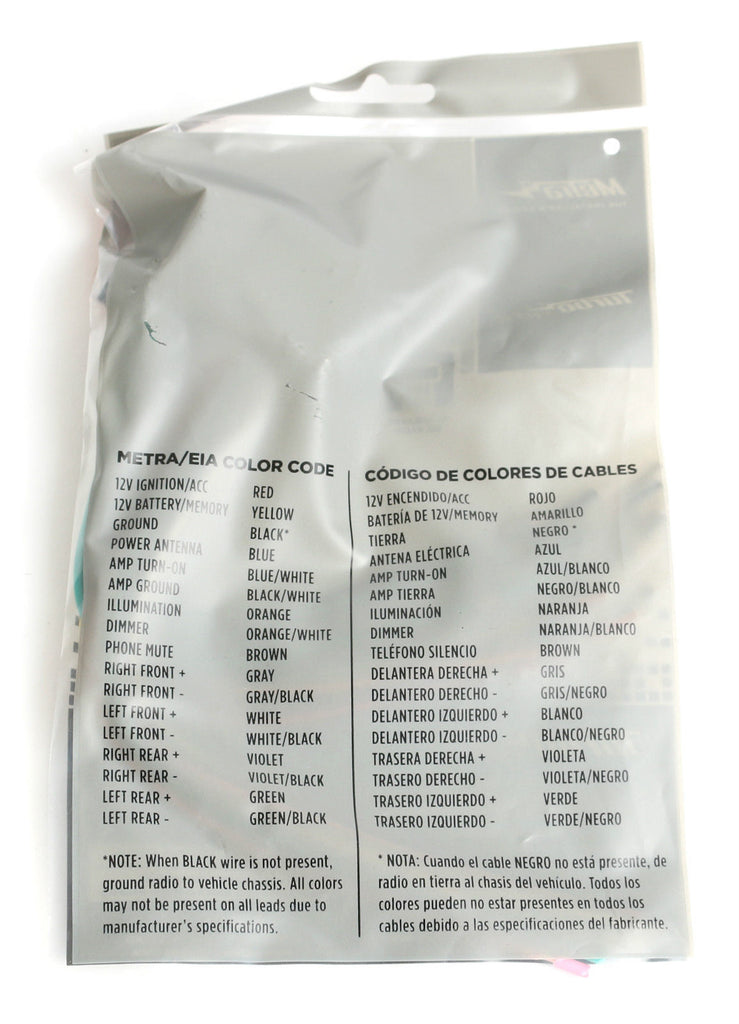 METRA/EIA COLOR CODE
12V IGNITION/ACC RED
12V BATTERY/MEMORY YELLOW
GROUND BLACK*
POWER ANTENNA BLUE
AMP TURN-ON BLUE/WHITE
AMP GROUND BLACK/WHITE
ILLUMINATION ORANGE
DIMMER ORANGE/WHITE
PHONE MUTE BROWN
RIGHT FRONT + GRAY
RIGHT FRONT - GRAY/BLACK
LEFT FRONT + WHITE
LEFT FRONT - WHITE/BLACK
RIGHT REAR + VIOLET
RIGHT REAR - VIOLET/BLACK
LEFT REAR + GREEN
LEFT REAR - GREEN/BLACK
*NOTE: When BLACK wire is not present,
ground radio to vehicle chassis. All colors
may not be present on all leads due to
manufacturer's specifications.
CÓDIGO DE COLORES DE CABLES
12V ENCENDIDO/ACC ROJO
BATERÍA DE 12V/MEMORY AMARILLO
TIERRA NEGRO *
ANTENA ELÉCTRICA AZUL
AMP TURN-ON AZUL/BLANCO
AMP TIERRA NEGRO/BLANCO
ILUMINACIÓN NARANJA
DIMMER NARANJA/BLANCO
TELÉFONO SILENCIO BROWN
DELANTERA DERECHA + GRIS
DELANTERO DERECHO - GRIS/NEGRO
DELANTERO IZQUIERDO + BLANCO
DELANTERO IZQUIERDO - BLANCO/NEGRO
TRASERA DERECHA + VIOLETA
TRASERO DERECHO - VIOLETA/NEGRO
TRASERO IZQUIERDO + VERDE
TRASERO IZQUIERDO - VERDE/NEGRO
* NOTA: Cuando el cable NEGRO no está presente, de
radio en tierra al chasis del vehículo. Todos los
colores pueden no estar presentes en todos los
cables debido a las especificaciones del fabricante.
Metra